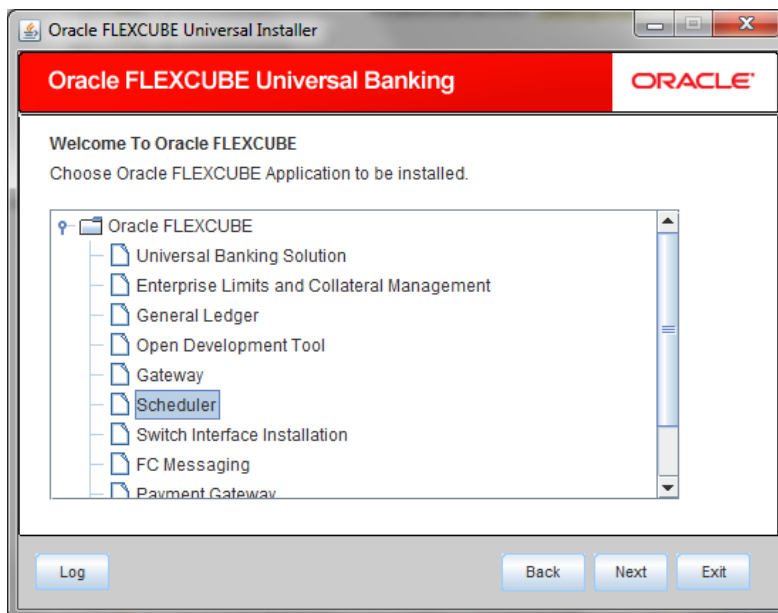 Oracle FLEXCUBE Universal Installer
Oracle FLEXCUBE Universal Banking
ORACLE
Welcome To Oracle FLEXCUBE
Choose Oracle FLEXCUBE Application to be installed.
Oracle FLEXCUBE
Universal Banking Solution
Enterprise Limits and Collateral Management
General Ledger
Open Development Tool
Gateway
Scheduler
Switch Interface Installation
FC Messaging
Payment Gateway
Log Back Next Exit